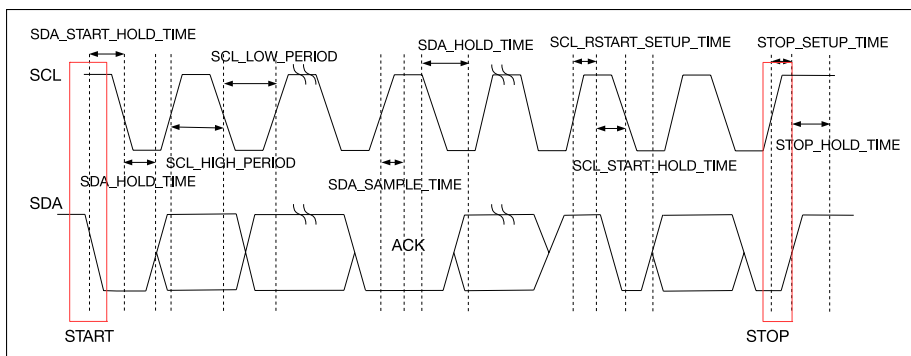 SDA_START_HOLD_TIME
SCL_LOW_PERIOD
SDA_HOLD_TIME
SCL_RSTART_SETUP_TIME
STOP_SETUP_TIME
SCL
SDA_HOLD_TIME
SCL_HIGH_PERIOD
SDA_SAMPLE_TIME
SCL_START_HOLD_TIME
STOP_HOLD_TIME
SDA
ACK
START
STOP